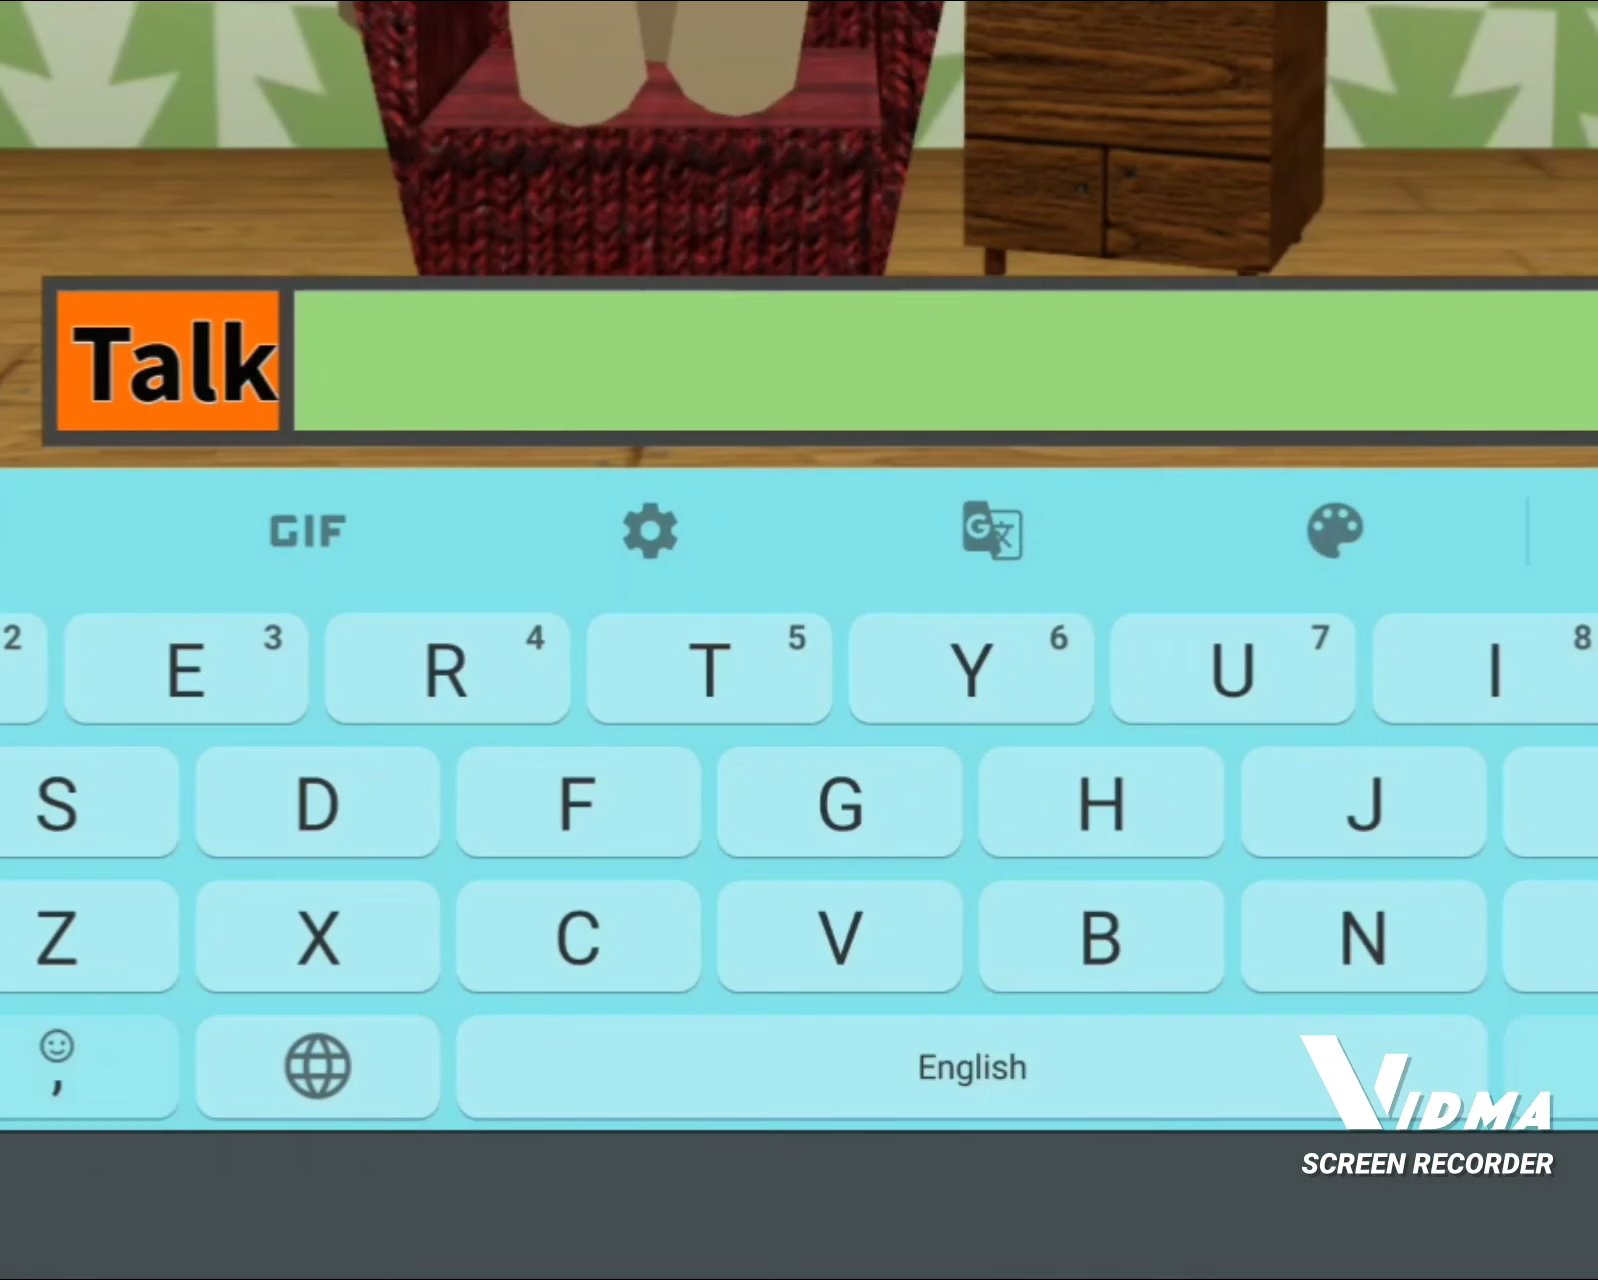 Talk
GIF
2 E 3 R 4 T 5 Y 6 U 7 I 8
S D F G H J
Z X C V B N
, English
VIDMA
SCREEN RECORDER